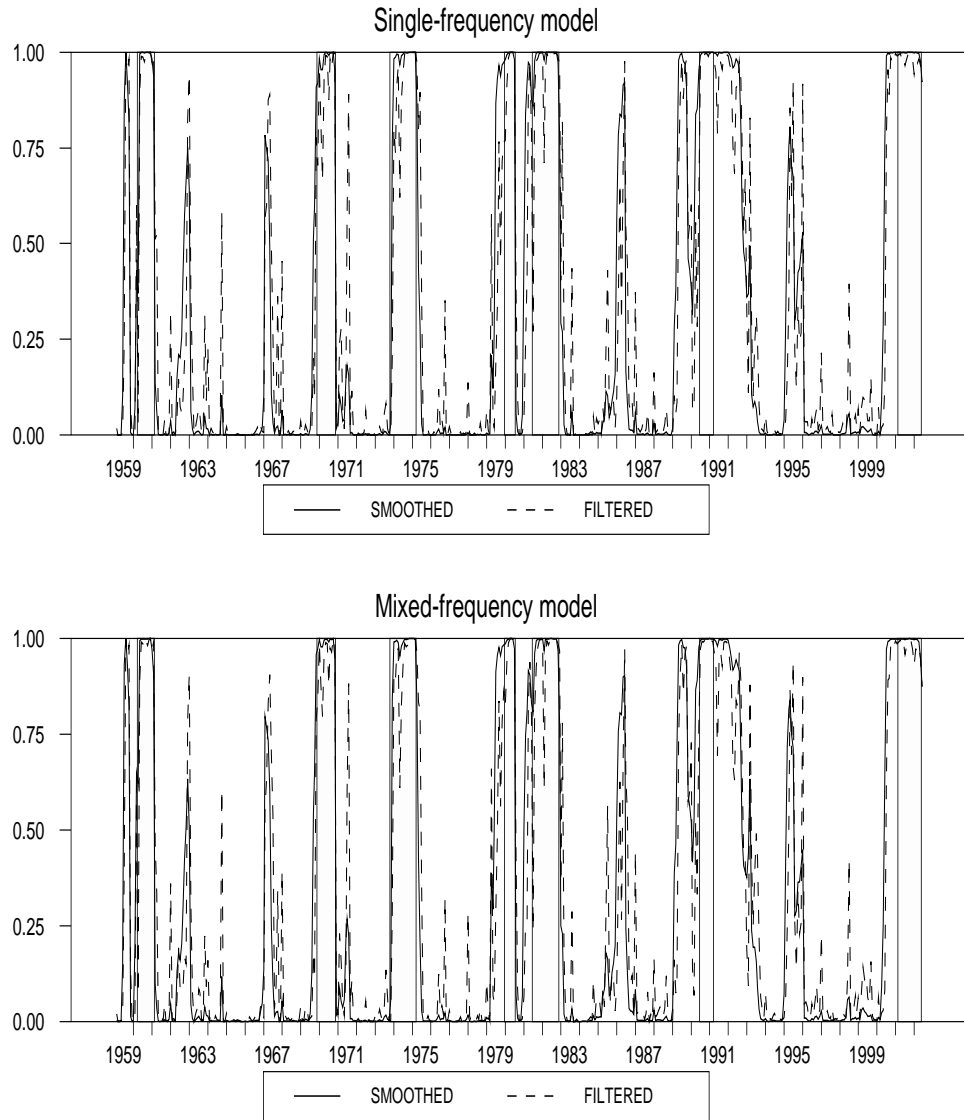 Single-frequency model
1.00
0.75
0.50
0.25
0.00
1959 1963 1967 1971 1975 1979 1983 1987 1991 1995 1999
SMOOTHED FILTERED
Mixed-frequency model
1.00
0.75
0.50
0.25
0.00
1959 1963 1967 1971 1975 1979 1983 1987 1991 1995 1999
SMOOTHED FILTERED